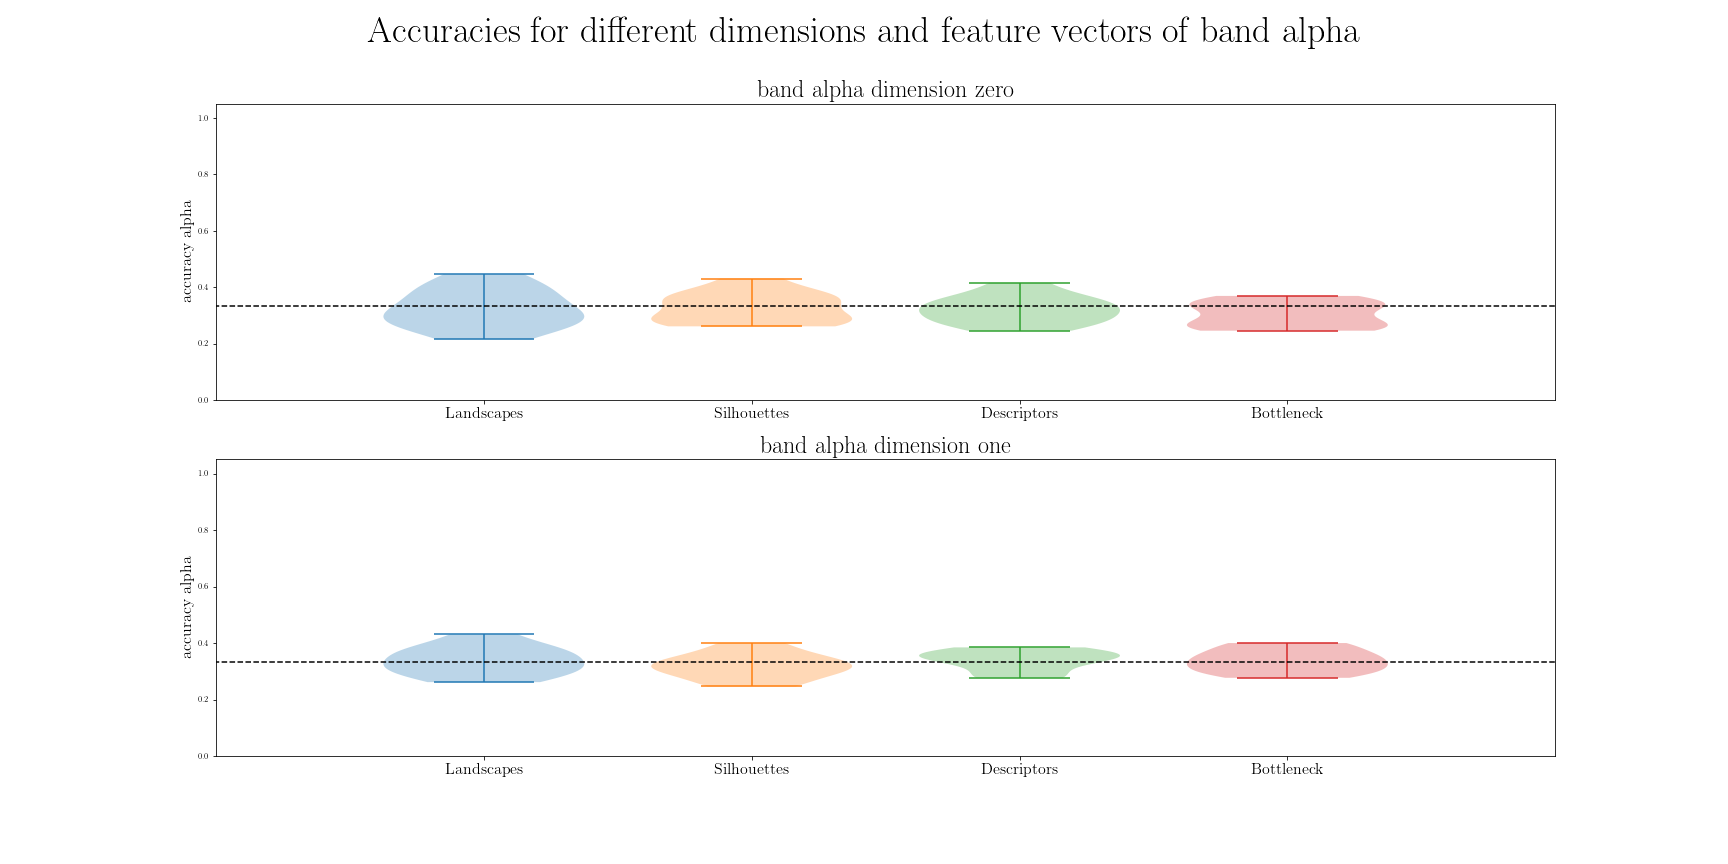 Accuracies for different dimensions and feature vectors of band alpha
band alpha dimension zero
accuracy alpha
1.0
0.8
0.6
0.4
0.2
0.0
Landscapes Silhouettes Descriptors Bottleneck
band alpha dimension one
accuracy alpha
1.0
0.8
0.6
0.4
0.2
0.0
Landscapes Silhouettes Descriptors Bottleneck